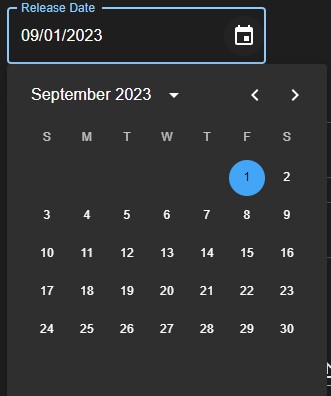 Release Date
09/01/2023
September 2023
S M T W T F S
1 2
3 4 5 6 7 8 9
10 11 12 13 14 15 16
17 18 19 20 21 22 23
24 25 26 27 28 29 30